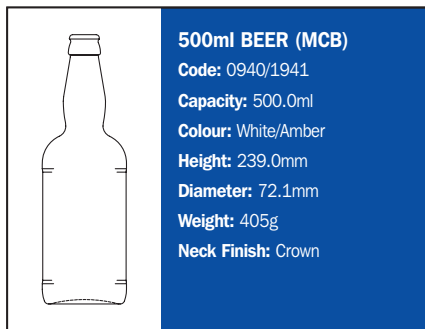 500ml BEER (MCB)
Code: 0940/1941
Capacity: 500.0ml
Colour: White/Amber
Height: 239.0mm
Diameter: 72.1mm
Weight: 405g
Neck Finish: Crown